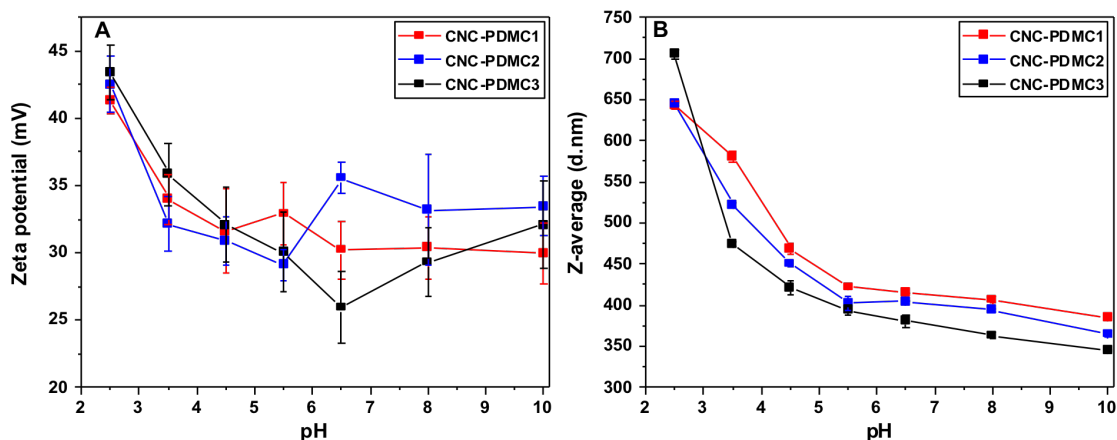 A
CNC-PDMC1
CNC-PDMC2
CNC-PDMC3
Zeta potential (mV)
45
40
35
30
25
20
2 3 4 5 6 7 8 9 10
pH
B
CNC-PDMC1
CNC-PDMC2
CNC-PDMC3
Z-average (d.nm)
750
700
650
600
550
500
450
400
350
300
2 3 4 5 6 7 8 9 10
pH